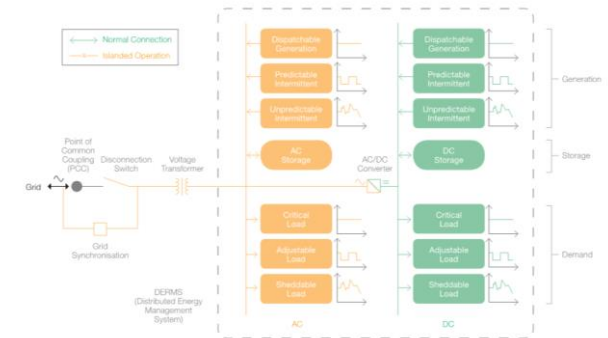 Normal Connection
Islanded Operation
Dispatchable
Generation
Predictable
Intermittent
Unpredictable
Intermittent
AC
Storage
Critical
Load
Adjustable
Load
Sheddable
Load
AC
Dispatchable
Generation
Predictable
Intermittent
Unpredictable
Intermittent
DC
Storage
Critical
Load
Adjustable
Load
Sheddable
Load
DC
Generation
Storage
Demand
Point of
Common
Coupling
(PCC)
Disconnection
Switch
Voltage
Transformer
AC/DC
Converter
Grid
Grid
Synchronisation
DERMS
(Distributed Energy
Management
System)